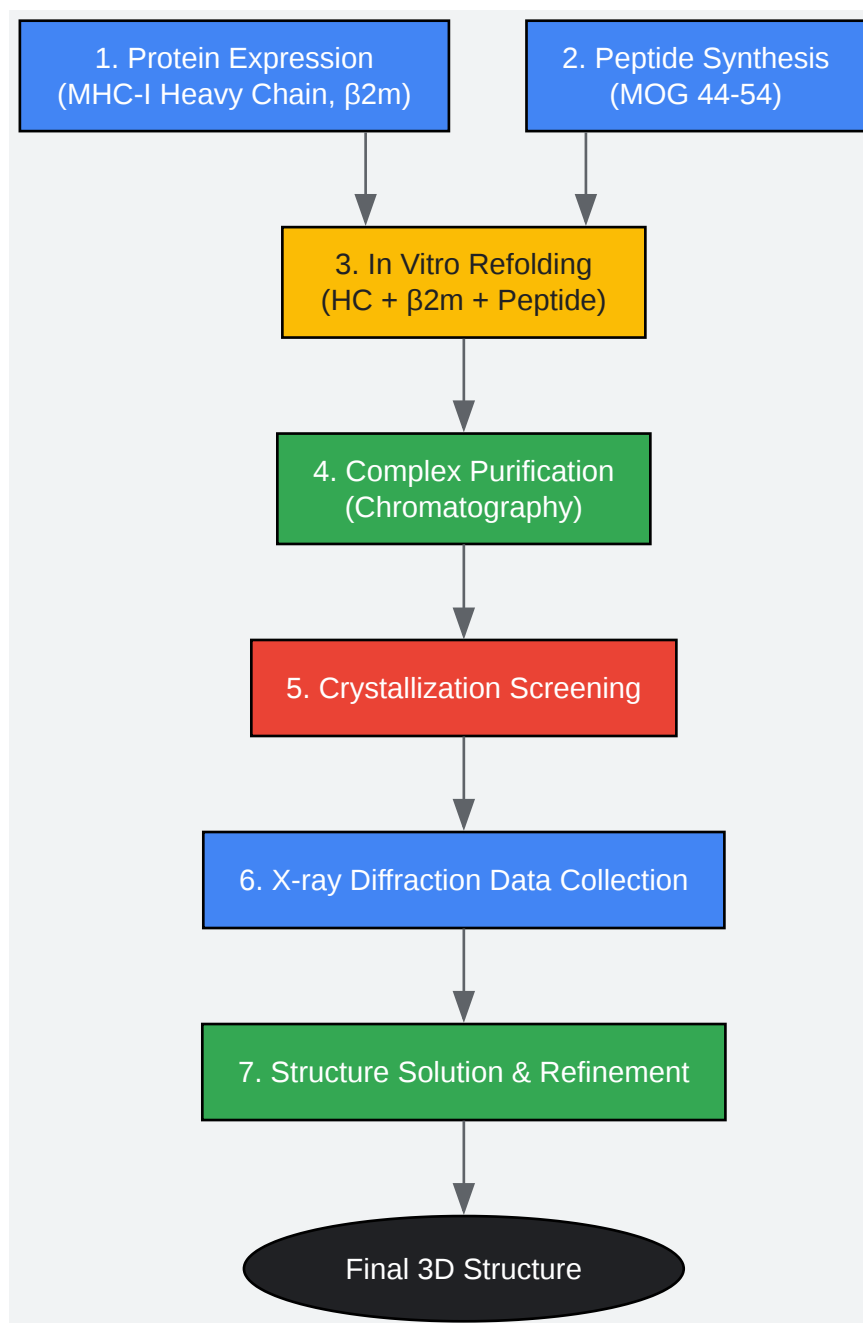 1. Protein Expression
(MHC-I Heavy Chain, β2m)
2. Peptide Synthesis
(MOG 44-54)
3. In Vitro Refolding
(HC + β2m + Peptide)
4. Complex Purification
(Chromatography)
5. Crystallization Screening
6. X-ray Diffraction Data Collection
7. Structure Solution & Refinement
Final 3D Structure